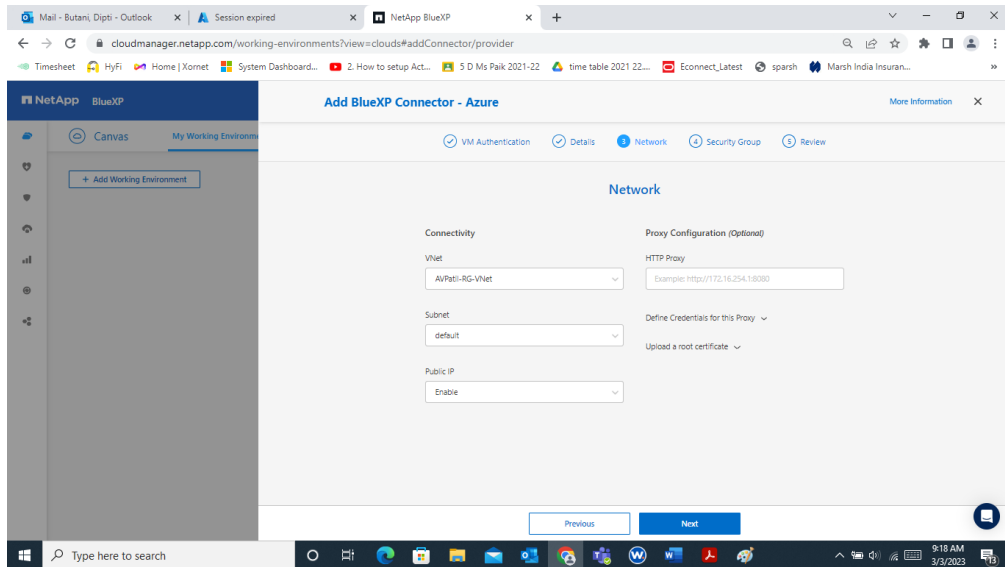 Mail - Butani, Dipti - Outlook
Session expired
NetApp BlueXP
cloudmanager.netapp.com/working-environments?view=clouds#addConnector/provider
Timesheet HyFi Home | Xornet System Dashboard... 2. How to setup Act... 5 D Ms Paik 2021-22 time table 2021 22.... Econnect_Latest sparsh Marsh India Insuran... »
NetApp BlueXP
Add BlueXP Connector - Azure
More Information
Canvas
My Working Environm
VM Authentication
Details
3 Network
4 Security Group
5 Review
+ Add Working Environment
Network
Connectivity
Proxy Configuration (Optional)
VNet
HTTP Proxy
AVPatil-RG-VNet
Example: http://172.16.254.1:8080
Subnet
Define Credentials for this Proxy
default
Upload a root certificate
Public IP
Enable
Previous
Next
Type here to search
9:18 AM
3/3/2023
13